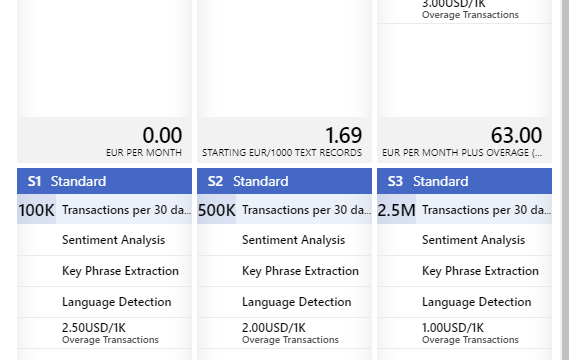 3.00USD/1K
Overage Transactions
0.00
EUR PER MONTH
1.69
STARTING EUR/1000 TEXT RECORDS
63.00
EUR PER MONTH PLUS OVERAGE (...
S1 Standard
100K Transactions per 30 da...
Sentiment Analysis
Key Phrase Extraction
Language Detection
2.50USD/1K
Overage Transactions
S2 Standard
500K Transactions per 30 da...
Sentiment Analysis
Key Phrase Extraction
Language Detection
2.00USD/1K
Overage Transactions
S3 Standard
2.5M Transactions per 30 da...
Sentiment Analysis
Key Phrase Extraction
Language Detection
1.00USD/1K
Overage Transactions